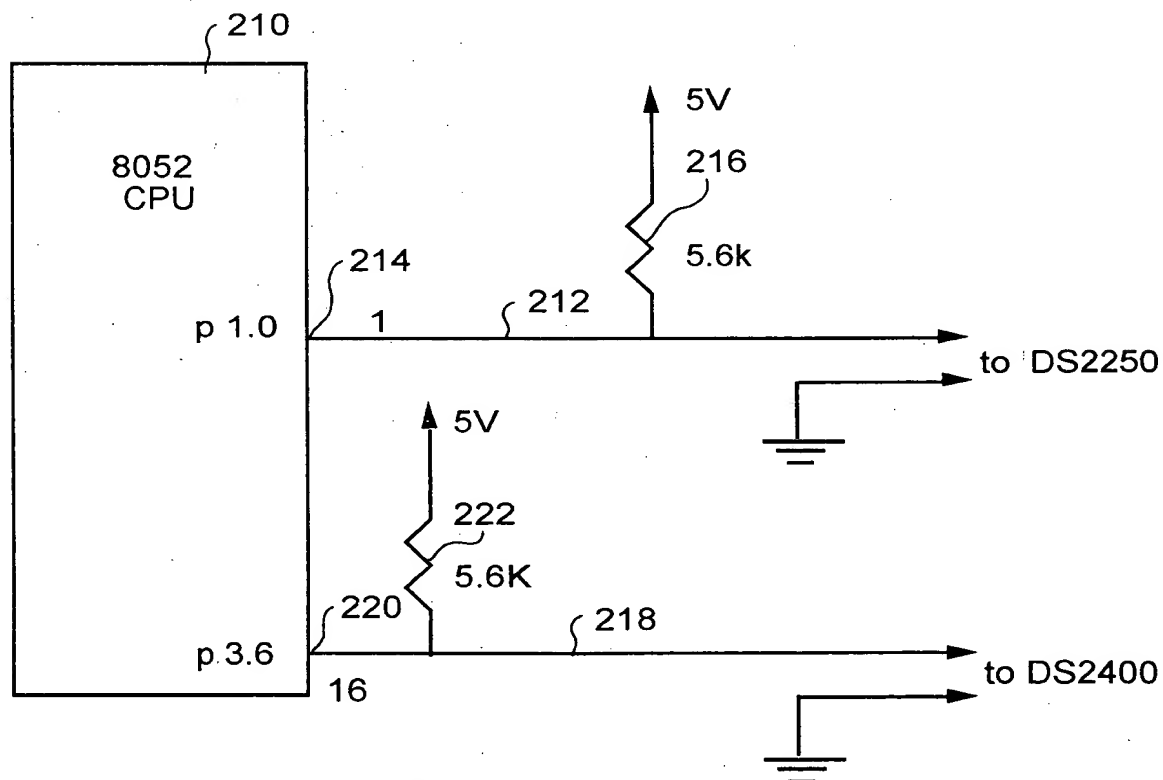 210
5V
8052
CPU
216
5.6k
214
p 1.0
1
212
to DS2250
5V
222
5.6K
220
218
p 3.6
16
to DS2400